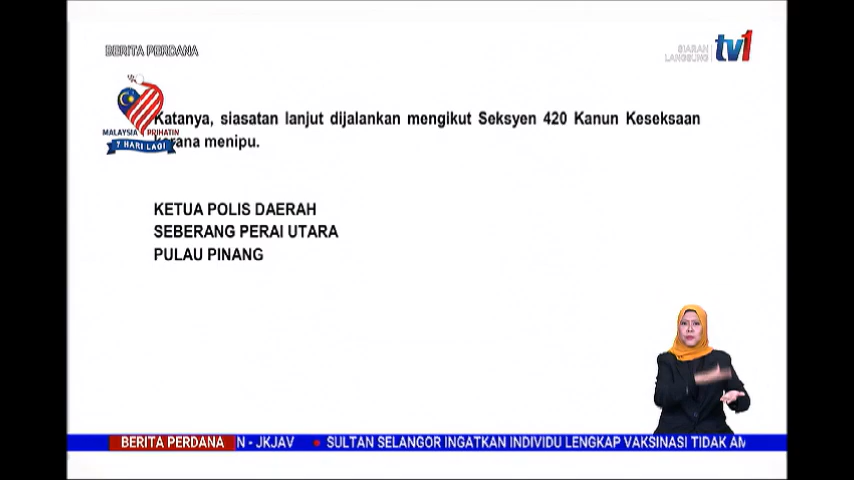 BERITA PERDANA
SIARAN
LANGSUNG
tv1
Katanya, siasatan lanjut dijalankan mengikut Seksyen 420 Kanun Keseksaan
kerana menipu.
MALAYSIA PRIHATIN
7 HARI LAGI
KETUA POLIS DAERAH
SEBERANG PERAI UTARA
PULAU PINANG
BERITA PERDANA N - JKJAV • SULTAN SELANGOR INGATKAN INDIVIDU LENGKAP VAKSINASI TIDAK AM